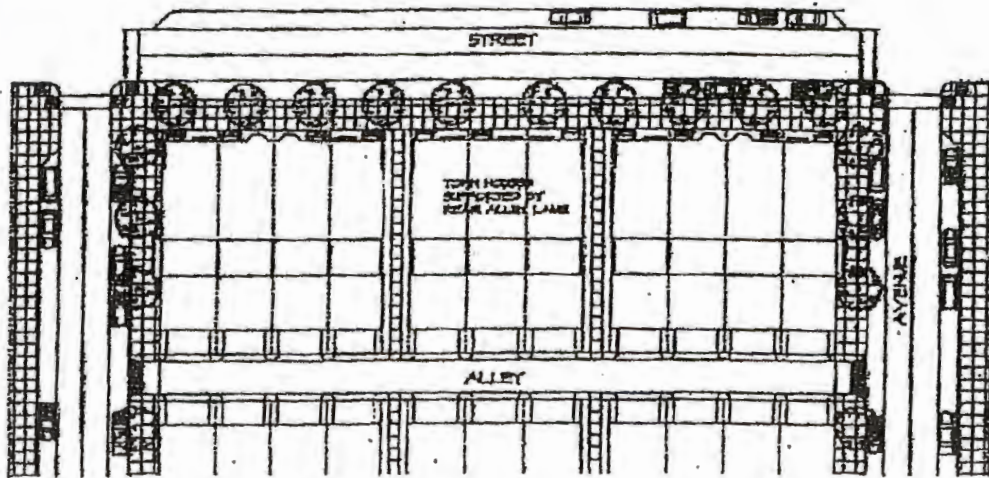 STREET
TOWN HOUSES
SUPPORTED BY
REAR ALLEY LANE
AVENUE
ALLEY